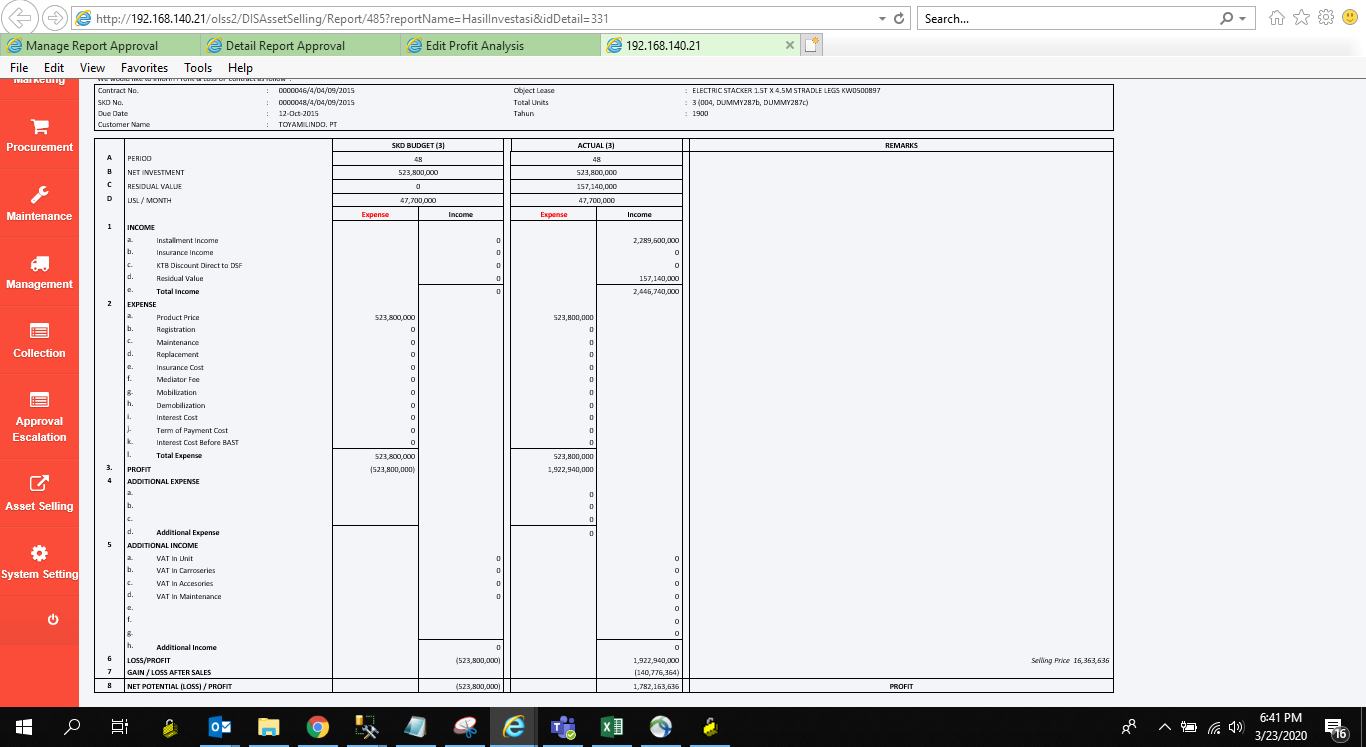 http://192.168.140.21/olss2/DISAssetSelling/Report/485?reportName=HasilInvestasi&idDetail=331
Search...
Manage Report Approval
Detail Report Approval
Edit Profit Analysis
192.168.140.21
File Edit View Favorites Tools Help
Marketing
Procurement
Maintenance
Management
Collection
Approval
Escalation
Asset Selling
System Setting
We would like to inform Profit & Loss of Contract as follow :
Contract No. : 0000046/4/04/09/2015 Object Lease : ELECTRIC STACKER 1.5T X 4.5M STRADLE LEGS KW0500897
SKD No. : 0000048/4/04/09/2015 Total Units : 3 (004, DUMMY287b, DUMMY287c)
Due Date : 12-Oct-2015 Tahun : 1900
Customer Name : TOYAMILINDO. PT
SKD BUDGET (3) ACTUAL (3) REMARKS
A PERIOD 48 48
B NET INVESTMENT 523,800,000 523,800,000
C RESIDUAL VALUE 0 157,140,000
D USL / MONTH 47,700,000 47,700,000
Expense Income Expense Income
1 INCOME
a. Installment Income 0 2,289,600,000
b. Insurance Income 0 0
c. KTB Discount Direct to DSF 0 0
d. Residual Value 0 157,140,000
e. Total Income 0 2,446,740,000
2 EXPENSE
a. Product Price 523,800,000 523,800,000
b. Registration 0 0
c. Maintenance 0 0
d. Replacement 0 0
e. Insurance Cost 0 0
f. Mediator Fee 0 0
g. Mobilization 0 0
h. Demobilization 0 0
i. Interest Cost 0 0
j. Term of Payment Cost 0 0
k. Interest Cost Before BAST 0 0
l. Total Expense 523,800,000 523,800,000
3. PROFIT (523,800,000) 1,922,940,000
4 ADDITIONAL EXPENSE
a. 0
b. 0
c. 0
d. Additional Expense 0
5 ADDITIONAL INCOME
a. VAT In Unit 0 0
b. VAT In Carroseries 0 0
c. VAT In Accesories 0 0
d. VAT In Maintenance 0 0
e. 0
f. 0
g. 0
h. Additional Income 0 0
6 LOSS/PROFIT (523,800,000) 1,922,940,000 Selling Price 16,363,636
7 GAIN / LOSS AFTER SALES (140,776,364)
8 NET POTENTIAL (LOSS) / PROFIT (523,800,000) 1,782,163,636 PROFIT
6:41 PM
3/23/2020
16